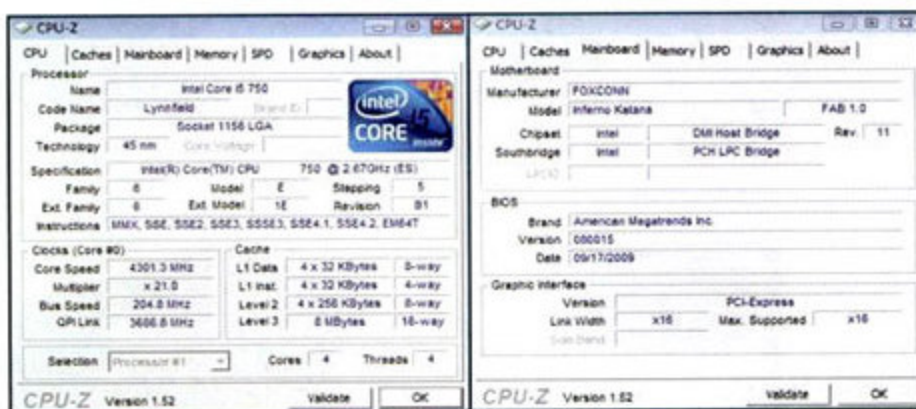 CPU-Z
CPU | Caches | Mainboard | Memory | SPD | Graphics | About
Processor
Name Intel Core i5 750
Code Name Lynnfield Brand ID
intel
CORE i5
inside
Package Socket 1156 LGA
Technology 45 nm Core Voltage
Specification Intel(R) Core(TM) CPU 750 @ 2.67GHz (ES)
Family 6 Model E Stepping 5
Ext. Family 6 Ext. Model 1E Revision B1
Instructions MMX, SSE, SSE2, SSE3, SSSE3, SSE4.1, SSE4.2, EM64T
Clocks (Core #0)
Core Speed 4301.3 MHz
Multiplier x 21.0
Bus Speed 204.8 MHz
QPI Link 3686.8 MHz
Cache
L1 Data 4 x 32 KBytes 8-way
L1 Inst. 4 x 32 KBytes 4-way
Level 2 4 x 256 KBytes 8-way
Level 3 8 MBytes 16-way
Selection Processor #1 Cores 4 Threads 4
CPU-Z Version 1.52 Validate OK
CPU-Z
CPU | Caches | Mainboard | Memory | SPD | Graphics | About
Motherboard
Manufacturer FOXCONN
Model Inferno Katana FAB 1.0
Chipset Intel DMI Host Bridge Rev. 11
Southbridge Intel PCH LPC Bridge
LPCIO
BIOS
Brand American Megatrends Inc.
Version 080015
Date 09/17/2009
Graphic Interface
Version PCI-Express
Link Width x16 Max. Supported x16
Side Band
CPU-Z Version 1.52 Validate OK